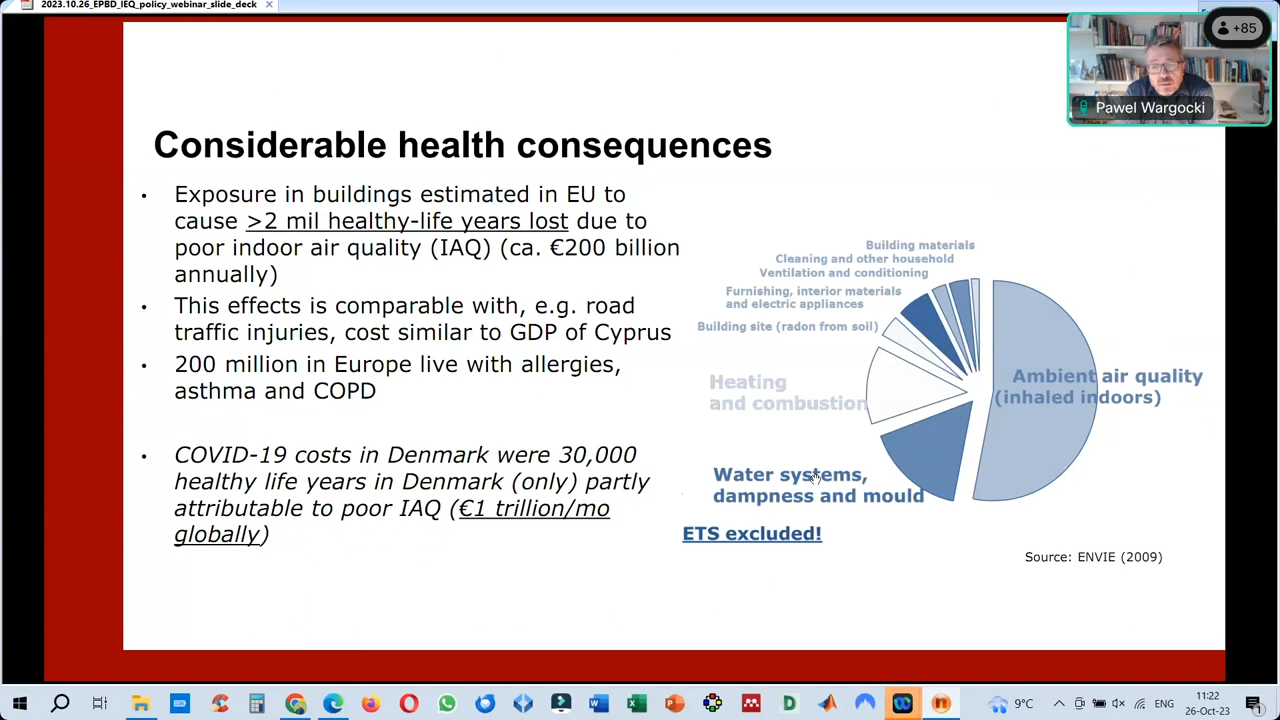 2023.10.26_EPBD_IEQ_policy_webinar_slide_deck
+85
Pawel Wargocki
Considerable health consequences
• Exposure in buildings estimated in EU to
cause >2 mil healthy-life years lost due to
poor indoor air quality (IAQ) (ca. €200 billion
annually)
• This effects is comparable with, e.g. road
traffic injuries, cost similar to GDP of Cyprus
• 200 million in Europe live with allergies,
asthma and COPD
• COVID-19 costs in Denmark were 30,000
healthy life years in Denmark (only) partly
attributable to poor IAQ (€1 trillion/mo
globally)
Building materials
Cleaning and other household
Ventilation and conditioning
Furnishing, interior materials
and electric appliances
Building site (radon from soil)
Heating
and combustion
Ambient air quality
(inhaled indoors)
Water systems,
dampness and mould
ETS excluded!
Source: ENVIE (2009)
9°C
ENG
11:22
26-Oct-23